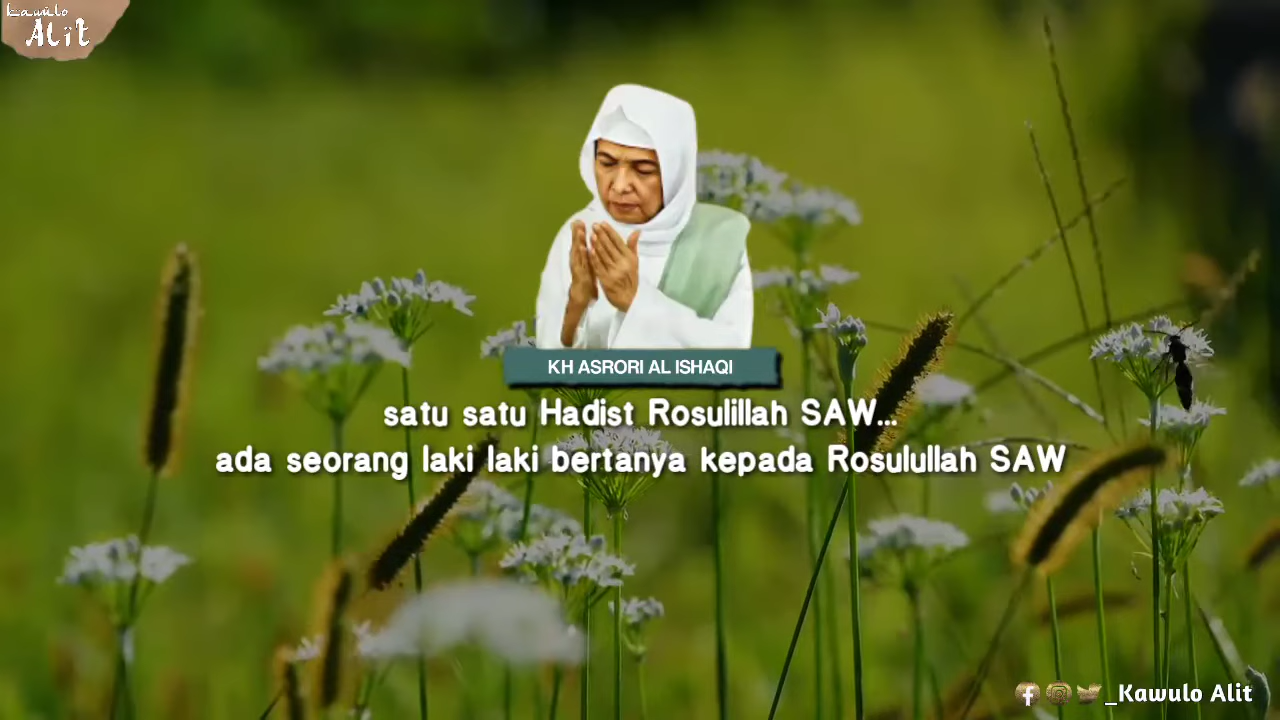 Kawulo
Alit
KH ASRORI AL ISHAQI
satu satu Hadist Rosulillah SAW...
ada seorang laki laki bertanya kepada Rosulullah SAW
_Kawulo Alit